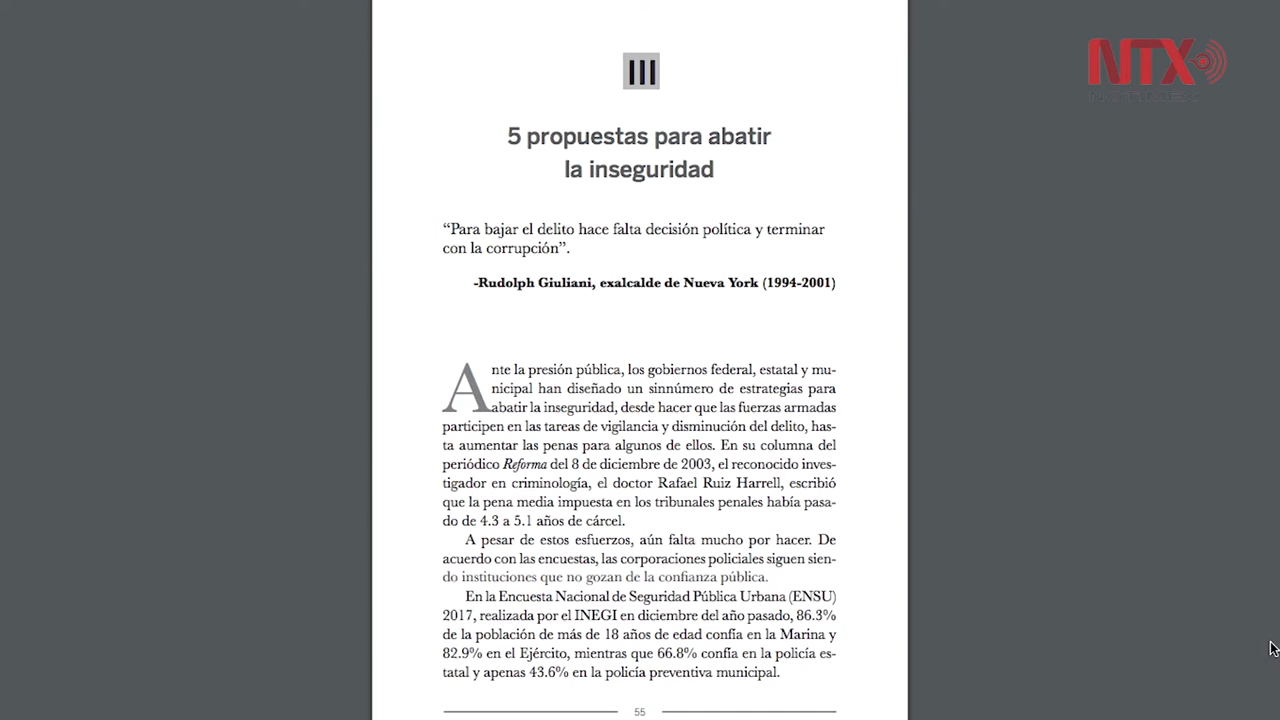 NTX
III
5 propuestas para abatir
la inseguridad
“Para bajar el delito hace falta decisión política y terminar
con la corrupción”.
-Rudolph Giuliani, exalcalde de Nueva York (1994-2001)
Ante la presión pública, los gobiernos federal, estatal y mu-
nicipal han diseñado un sinnúmero de estrategias para
abatir la inseguridad, desde hacer que las fuerzas armadas
participen en las tareas de vigilancia y disminución del delito, has-
ta aumentar las penas para algunos de ellos. En su columna del
periódico Reforma del 8 de diciembre de 2003, el reconocido inves-
tigador en criminología, el doctor Rafael Ruiz Harrell, escribió
que la pena media impuesta en los tribunales penales había pasa-
do de 4.3 a 5.1 años de cárcel.
A pesar de estos esfuerzos, aún falta mucho por hacer. De
acuerdo con las encuestas, las corporaciones policiales siguen sien-
do instituciones que no gozan de la confianza pública.
En la Encuesta Nacional de Seguridad Pública Urbana (ENSU)
2017, realizada por el INEGI en diciembre del año pasado, 86.3%
de la población de más de 18 años de edad confía en la Marina y
82.9% en el Ejército, mientras que 66.8% confía en la policía es-
tatal y apenas 43.6% en la policía preventiva municipal.
55